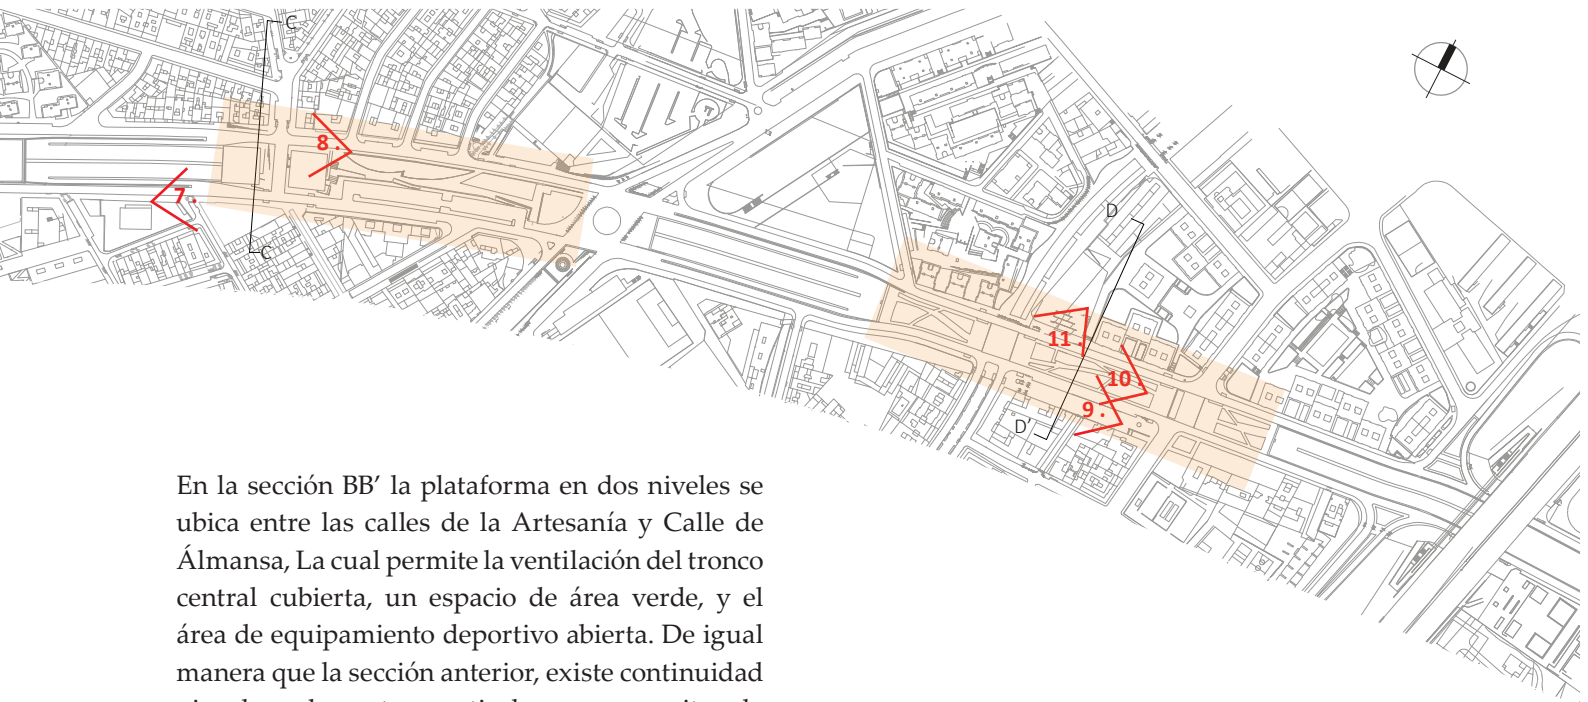 C
8 .
7 .
C
D
11 .
10 .
9 .
D’
En la sección BB’ la plataforma en dos niveles se
ubica entre las calles de la Artesanía y Calle de
Álmansa, La cual permite la ventilación del tronco
central cubierta, un espacio de área verde, y el
área de equipamiento deportivo abierta. De igual
manera que la sección anterior, existe continuidad